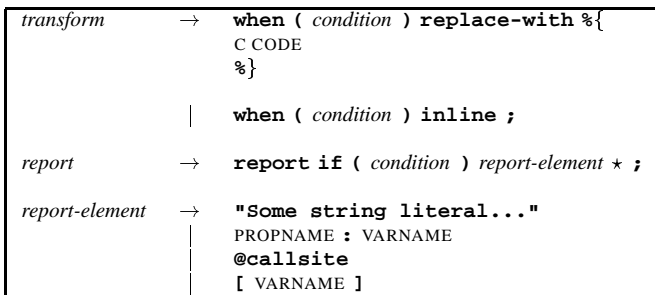 transform → when ( condition ) replace-with %{
C CODE
%}
| when ( condition ) inline ;
report → report if ( condition ) report-element ⋆ ;
report-element → "Some string literal..."
| PROPNAME : VARNAME
| @callsite
| [ VARNAME ]